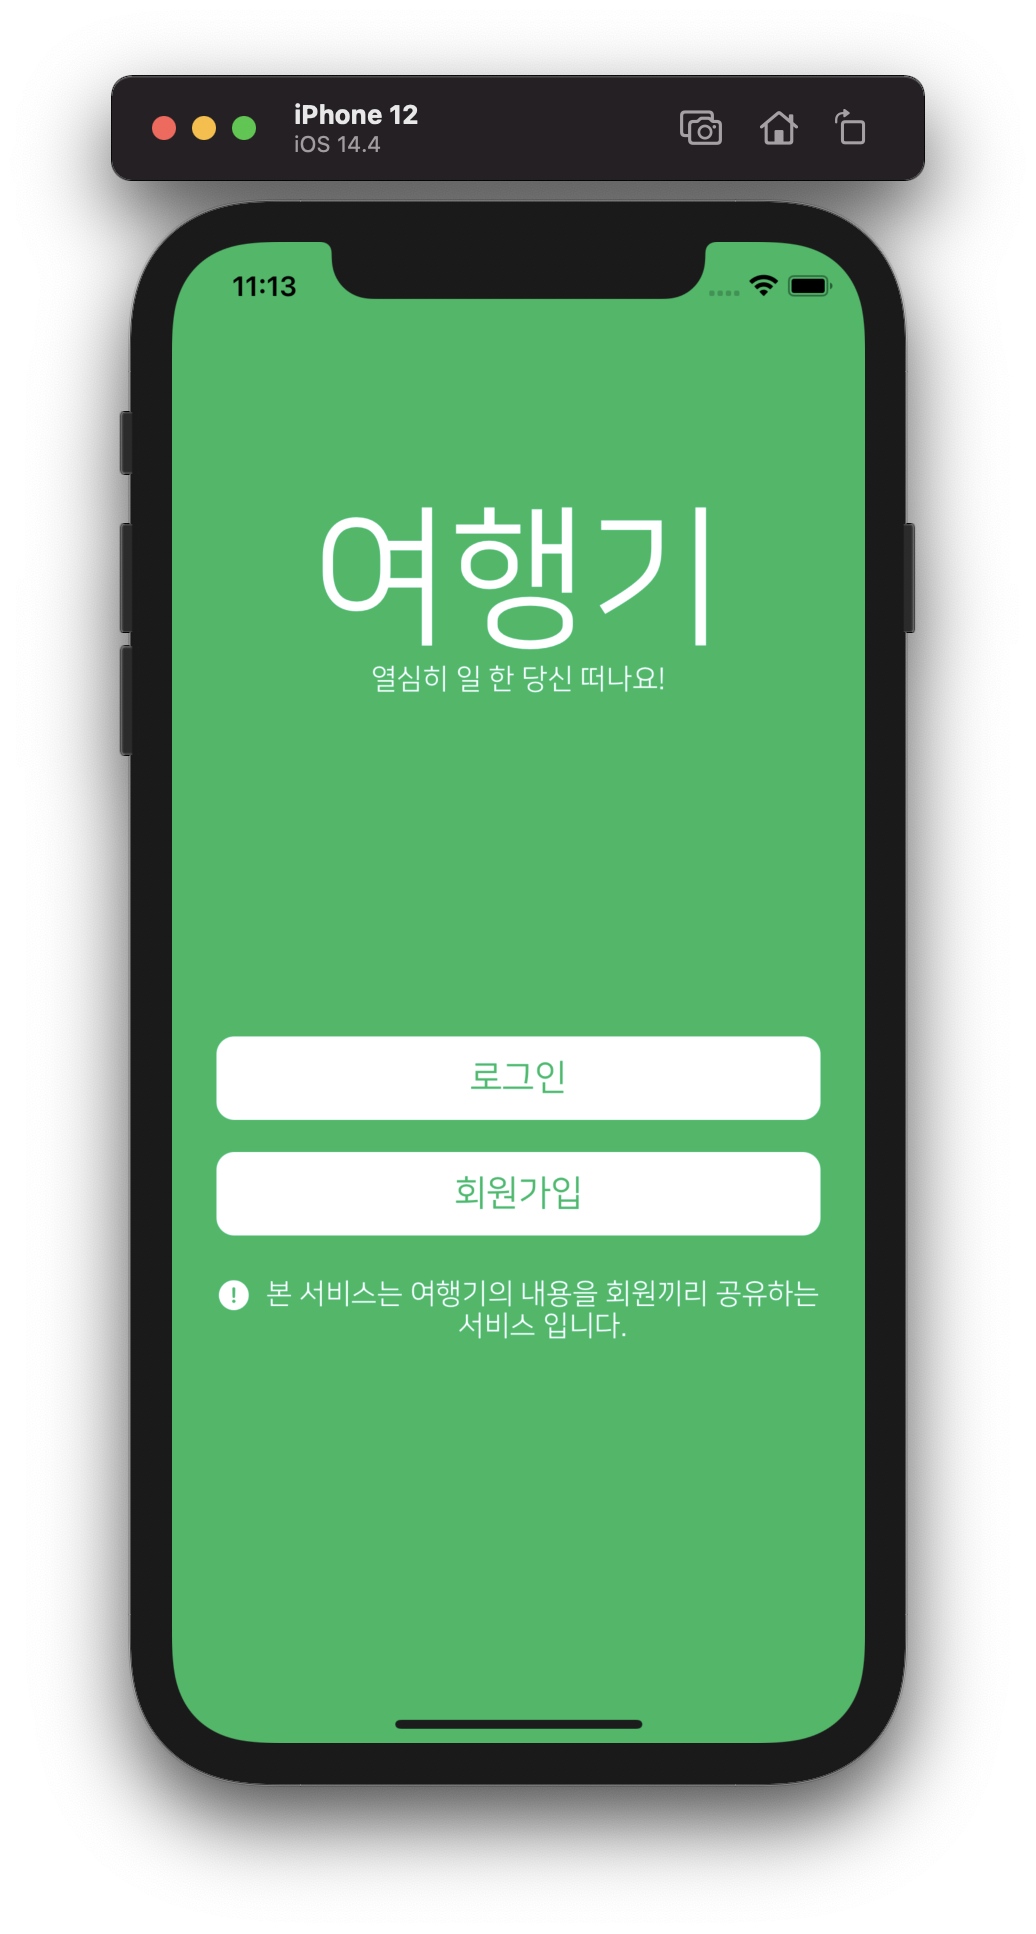 iPhone 12
iOS 14.4
11:13
여행기
열심히 일 한 당신 떠나요!
로그인
회원가입
본 서비스는 여행기의 내용을 회원끼리 공유하는
서비스 입니다.